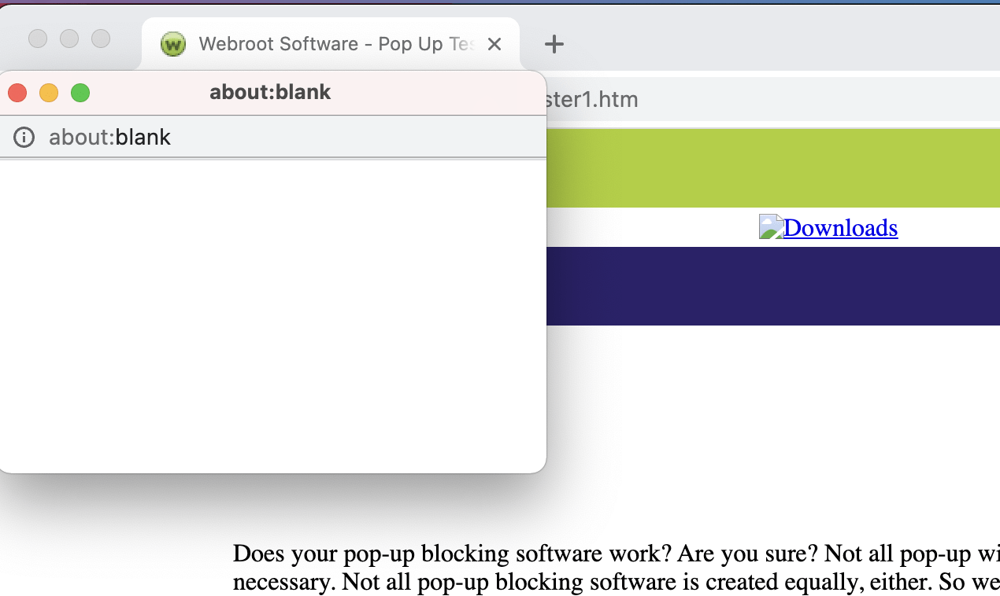 Webroot Software - Pop Up Tes
about:blank
ster1.htm
about:blank
Downloads
Does your pop-up blocking software work? Are you sure? Not all pop-up wi
necessary. Not all pop-up blocking software is created equally, either. So we